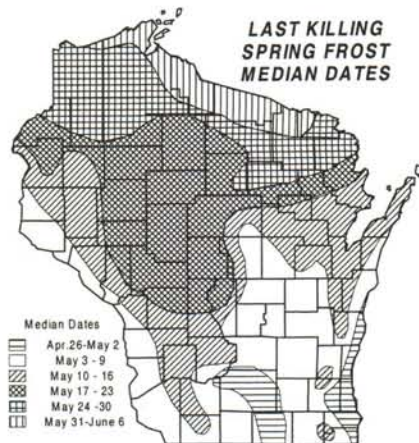 LAST KILLING
SPRING FROST
MEDIAN DATES
Median Dates
Apr.26-May 2
May 3 - 9
May 10 - 16
May 17 - 23
May 24 -30
May 31-June 6